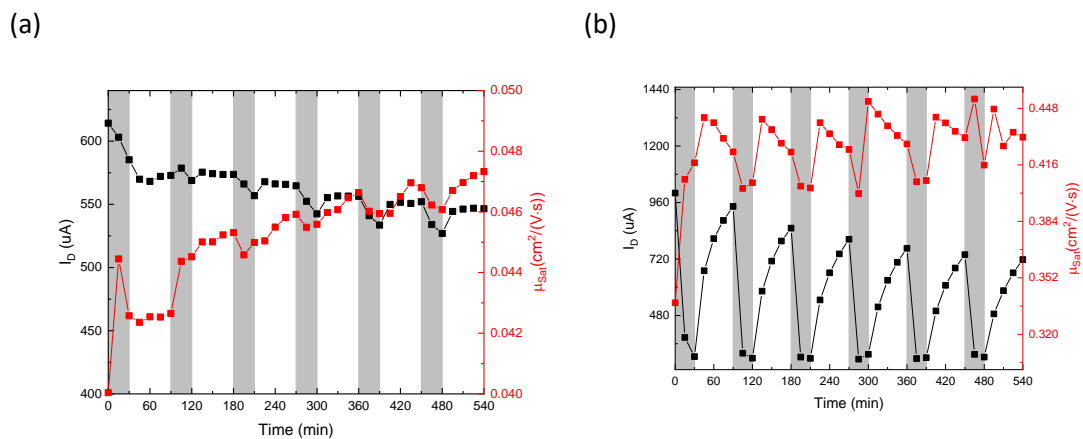 (a)
(b)
600
550
500
450
400
I_D (uA)
0 60 120 180 240 300 360 420 480 540
Time (min)
0.050
0.048
0.046
0.044
0.042
0.040
μ_Sat(cm²/(V·s))
1440
1200
960
720
480
I_D (uA)
0 60 120 180 240 300 360 420 480 540
Time (min)
0.448
0.416
0.384
0.352
0.320
μ_Sat(cm²/(V·s))